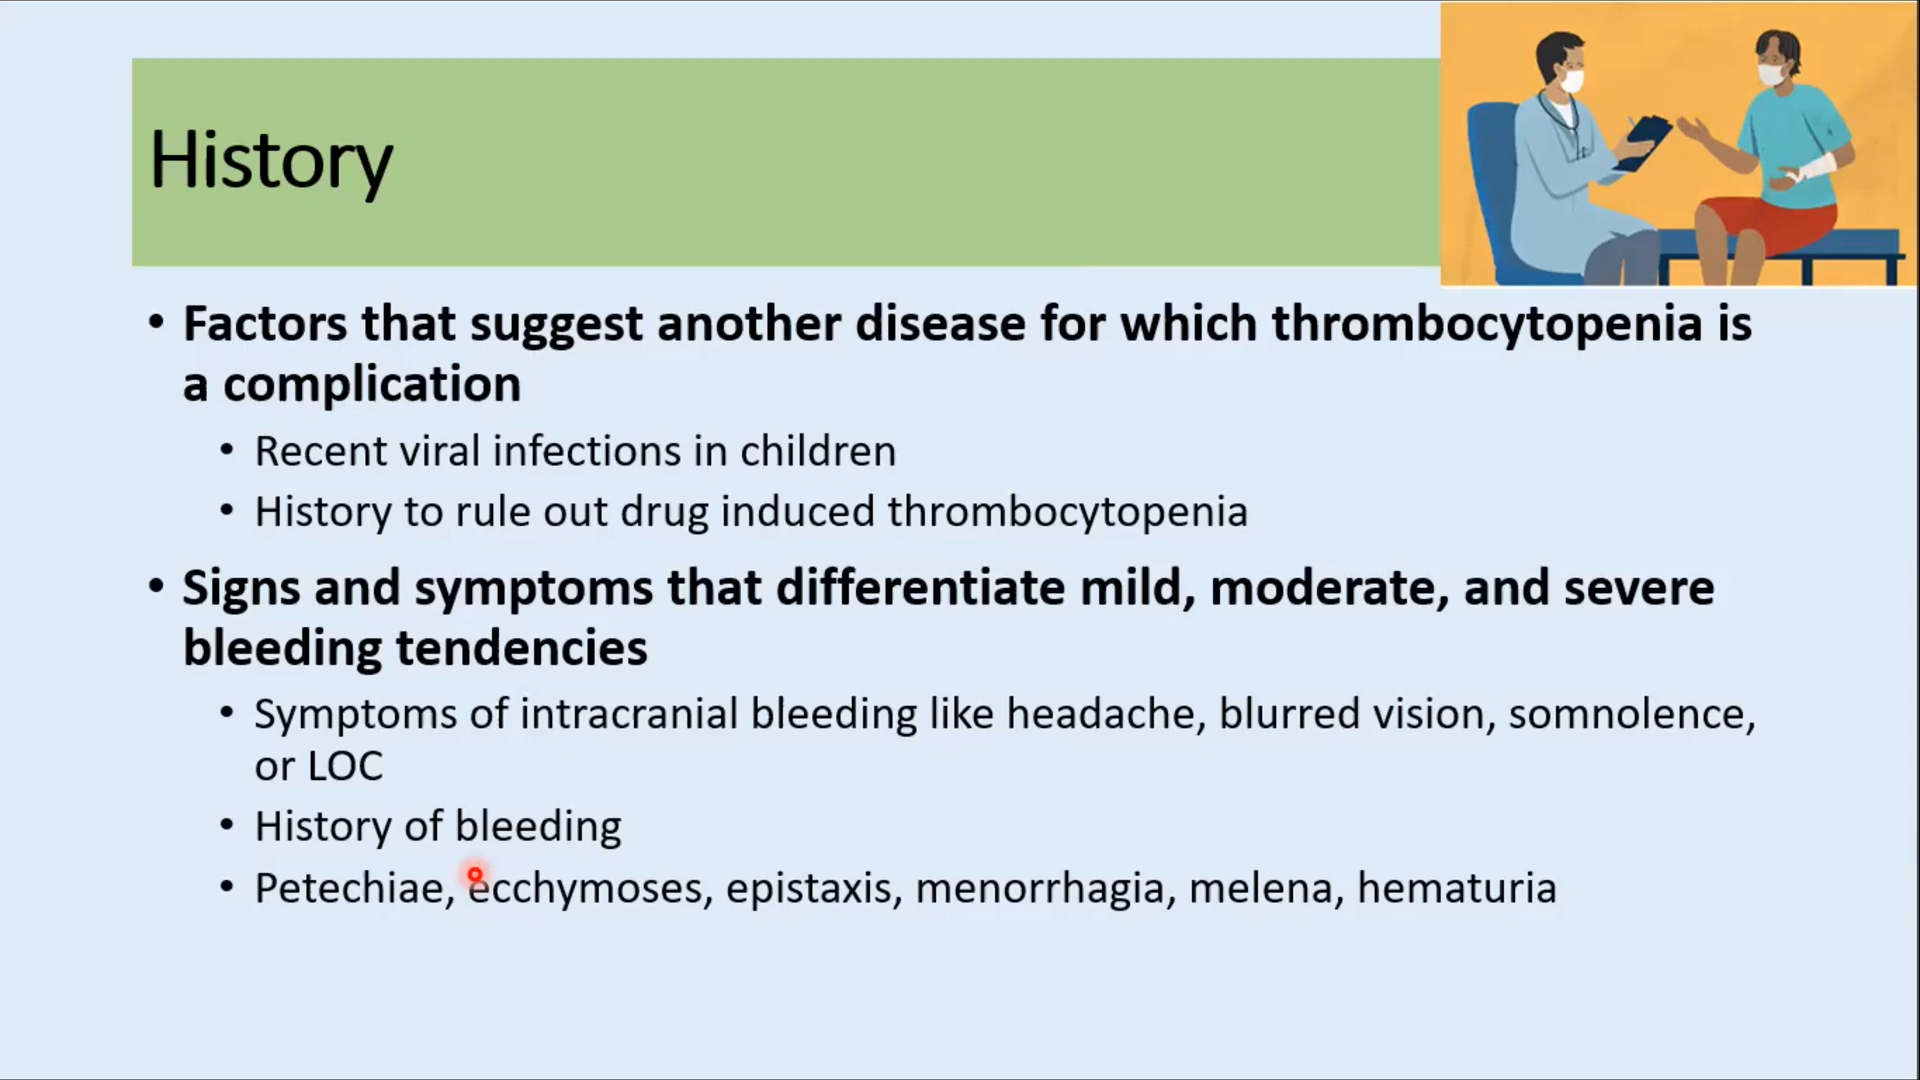 History
• Factors that suggest another disease for which thrombocytopenia is
a complication
• Recent viral infections in children
• History to rule out drug induced thrombocytopenia
• Signs and symptoms that differentiate mild, moderate, and severe
bleeding tendencies
• Symptoms of intracranial bleeding like headache, blurred vision, somnolence,
or LOC
• History of bleeding
• Petechiae, ecchymoses, epistaxis, menorrhagia, melena, hematuria